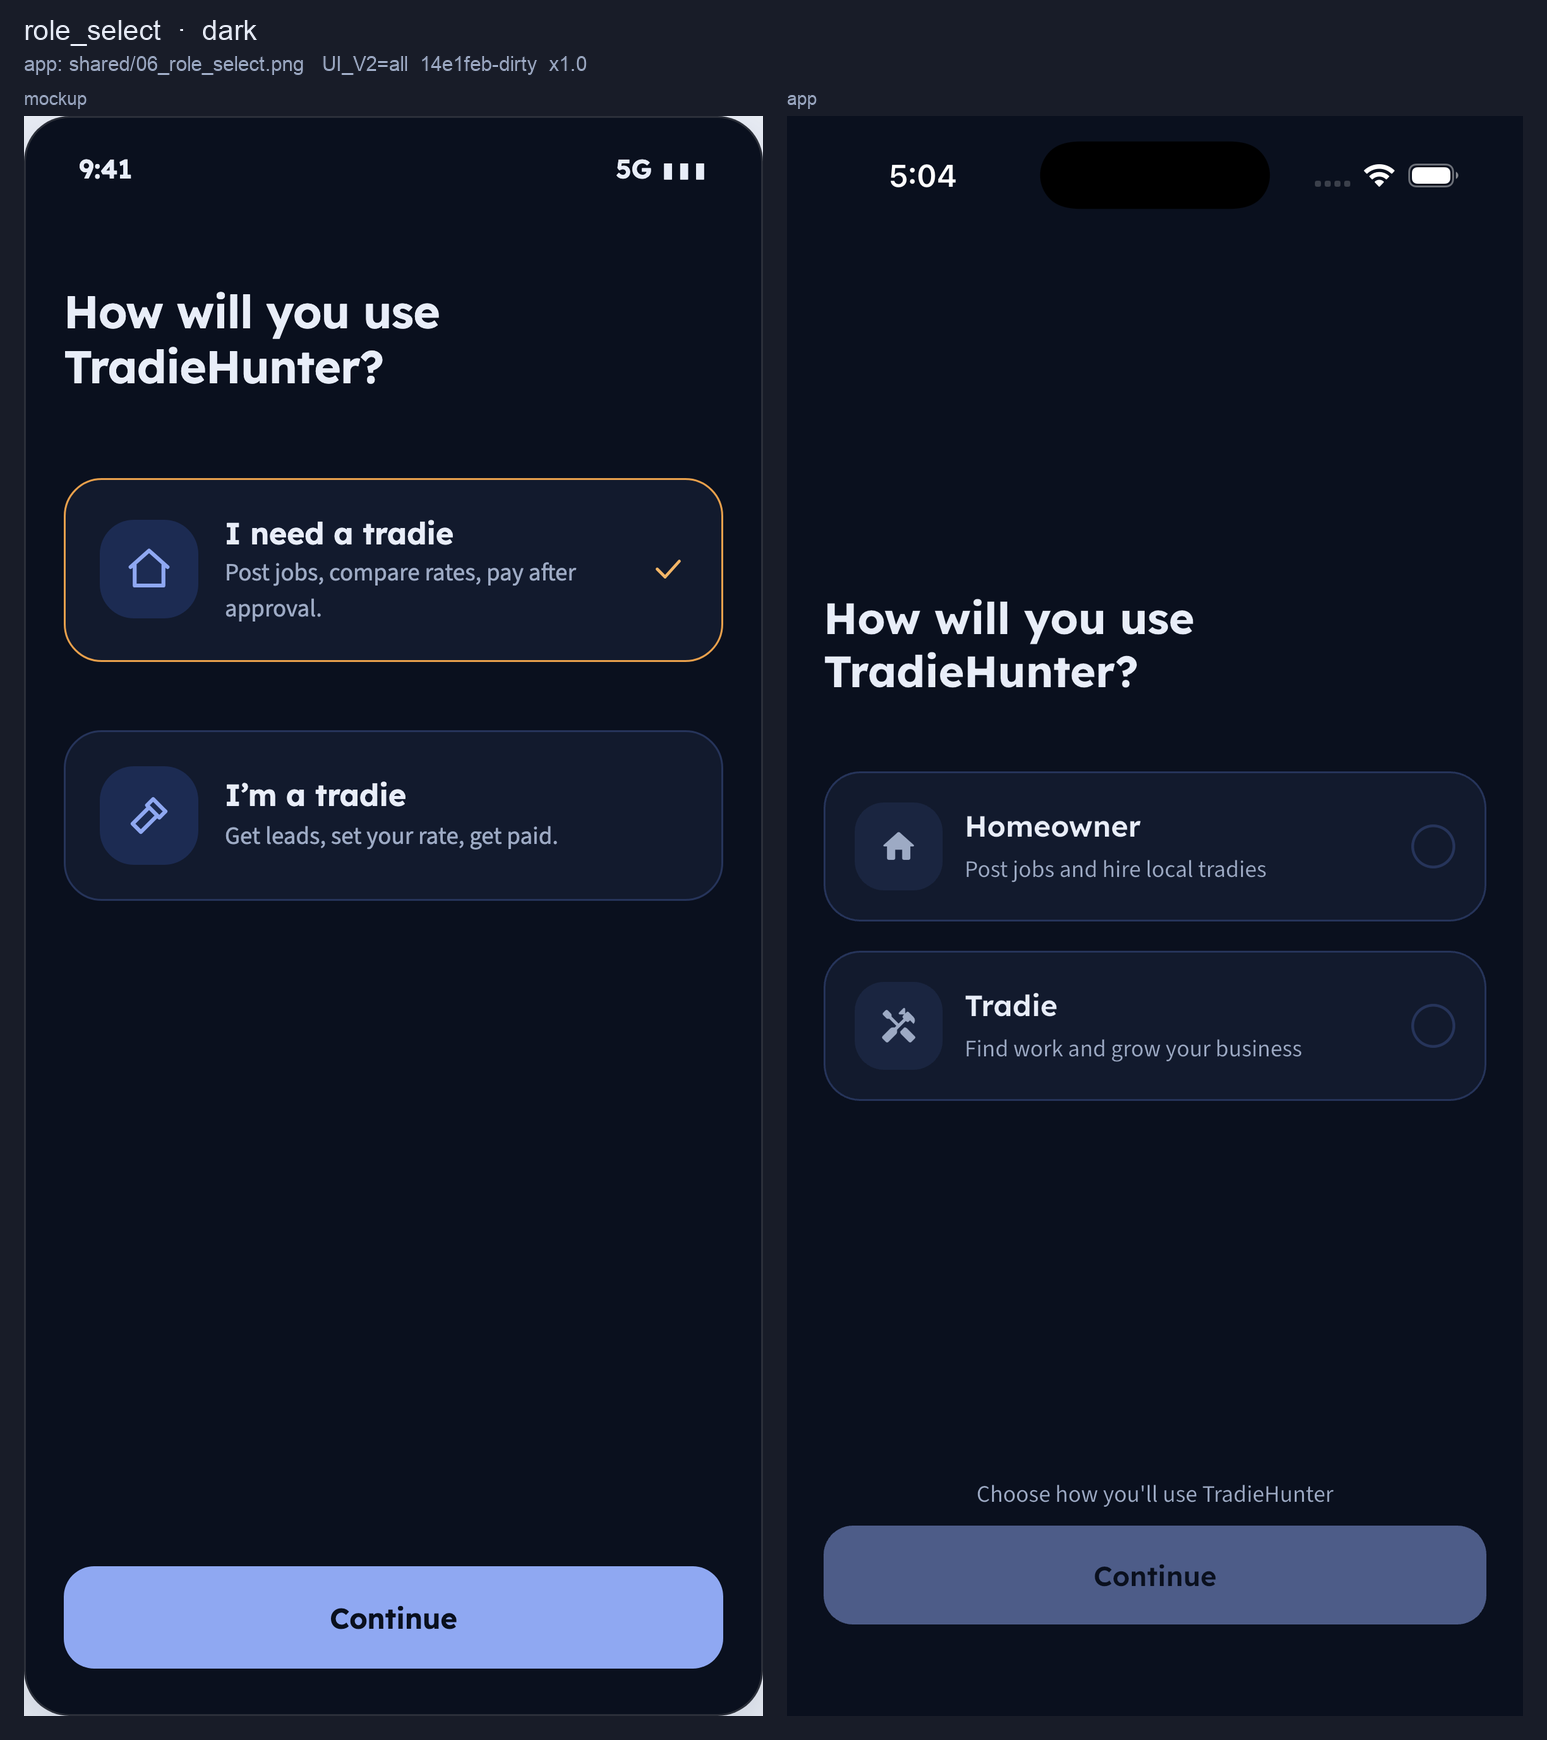 role_select · dark
app: shared/06_role_select.png UI_V2=all 14e1feb-dirty x1.0
mockup
9:41
5G
How will you use
TradieHunter?
I need a tradie
Post jobs, compare rates, pay after
approval.
I’m a tradie
Get leads, set your rate, get paid.
Continue
app
5:04
How will you use
TradieHunter?
Homeowner
Post jobs and hire local tradies
Tradie
Find work and grow your business
Choose how you'll use TradieHunter
Continue